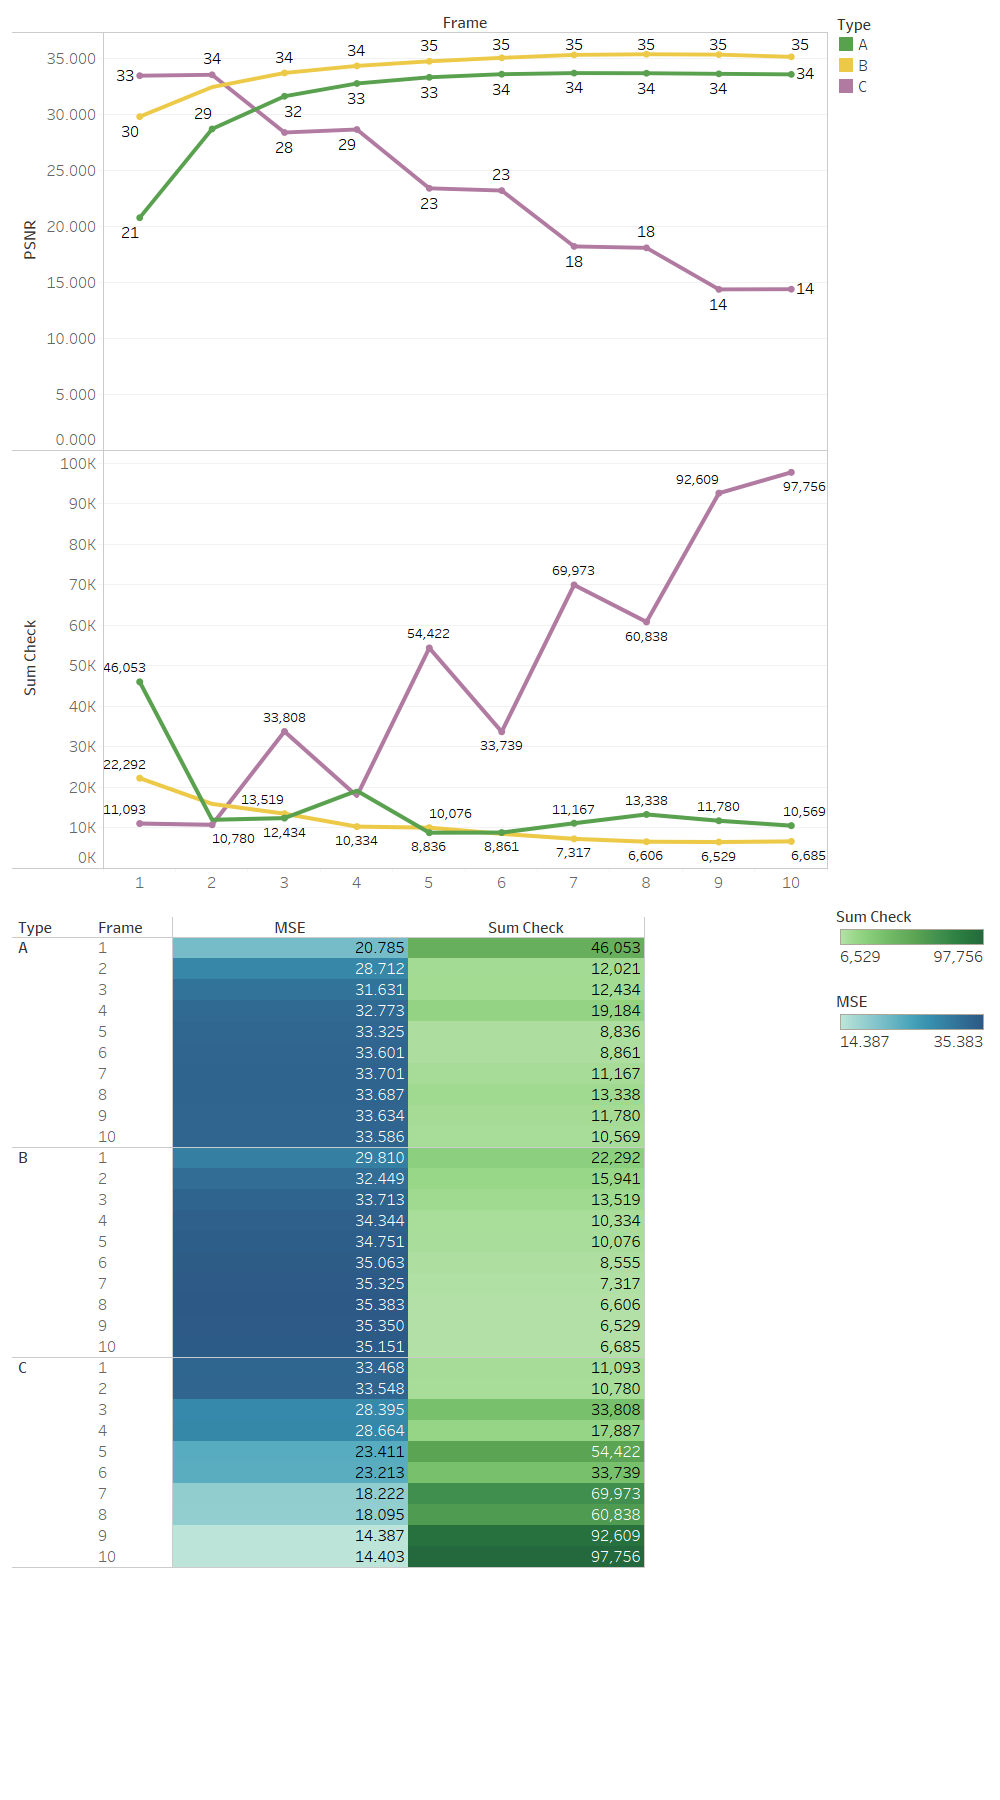 Frame
Type
A
B
C
PSNR
35.000
30.000
25.000
20.000
15.000
10.000
5.000
0.000
33 34 34 34 35 35 35 35 35 35
30 29 32 33 33 34 34 34 34 34
21 28 29 23 23 18 18 14 14
Sum Check
100K
90K
80K
70K
60K
50K
40K
30K
20K
10K
0K
92,609
97,756
69,973
60,838
54,422
46,053
33,808
33,739
22,292
11,093
13,519
10,780
12,434
10,334
10,076
8,836
8,861
11,167
13,338
11,780
10,569
7,317
6,606
6,529
6,685
1 2 3 4 5 6 7 8 9 10
Type Frame MSE Sum Check
A 1 20.785 46,053
2 28.712 12,021
3 31.631 12,434
4 32.773 19,184
5 33.325 8,836
6 33.601 8,861
7 33.701 11,167
8 33.687 13,338
9 33.634 11,780
10 33.586 10,569
B 1 29.810 22,292
2 32.449 15,941
3 33.713 13,519
4 34.344 10,334
5 34.751 10,076
6 35.063 8,555
7 35.325 7,317
8 35.383 6,606
9 35.350 6,529
10 35.151 6,685
C 1 33.468 11,093
2 33.548 10,780
3 28.395 33,808
4 28.664 17,887
5 23.411 54,422
6 23.213 33,739
7 18.222 69,973
8 18.095 60,838
9 14.387 92,609
10 14.403 97,756
Sum Check
6,529 97,756
MSE
14.387 35.383